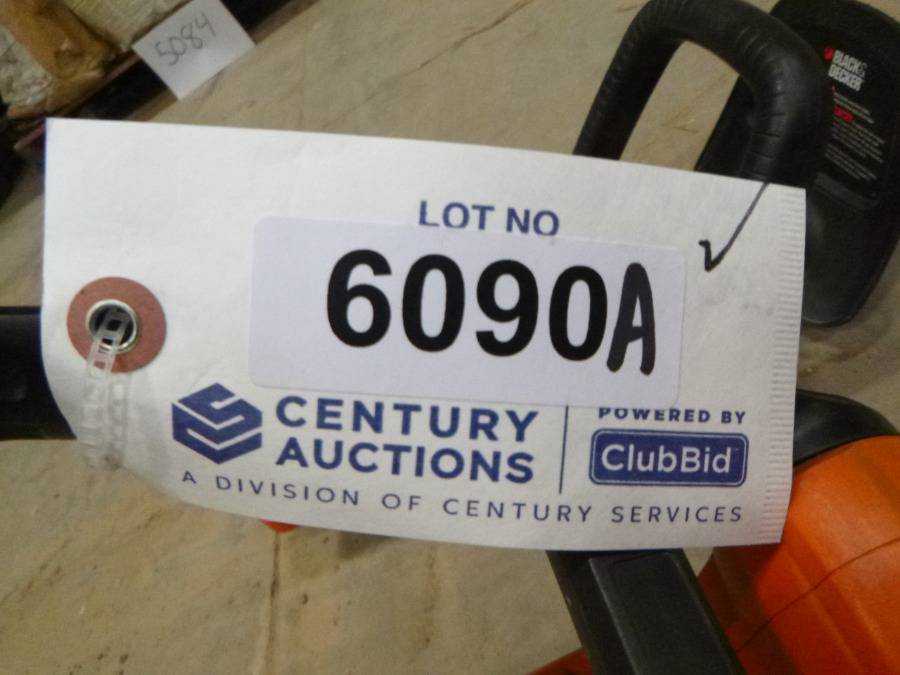 5084
BLACK&
DECKER
LOT NO
6090A
CENTURY
AUCTIONS
POWERED BY
ClubBid
A DIVISION OF CENTURY SERVICES